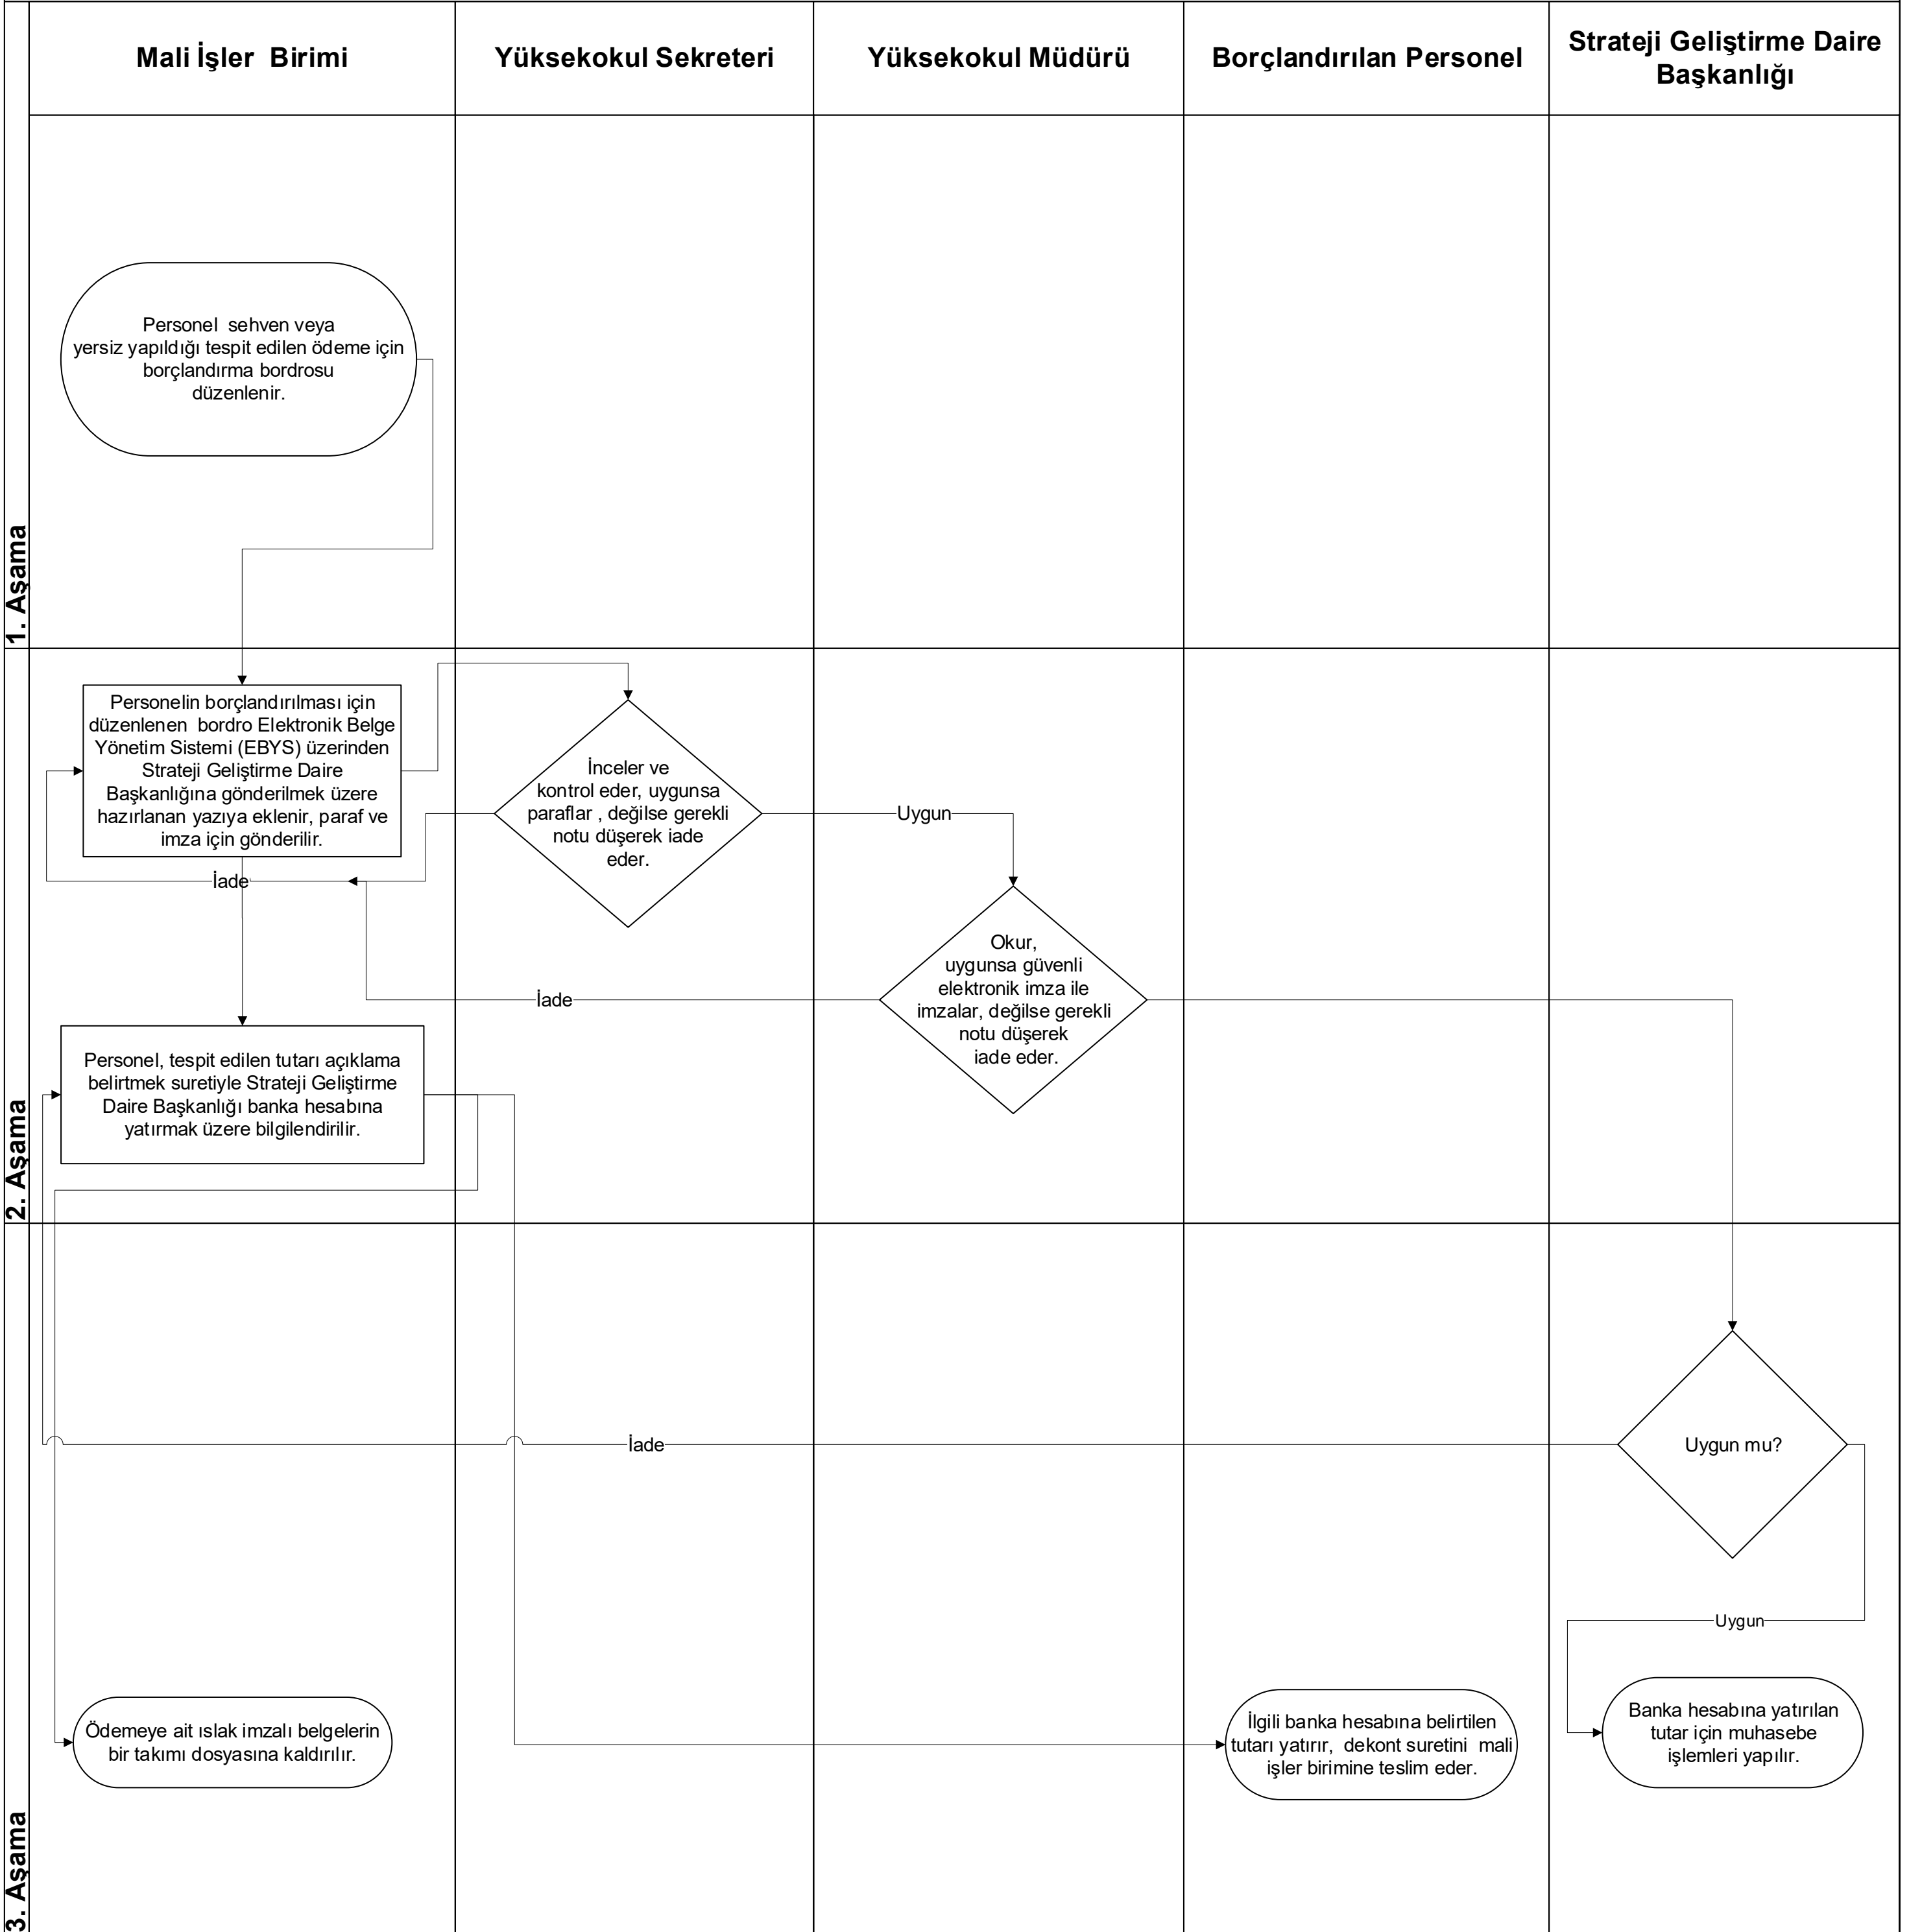 Mali İşler  Birimi
Yüksekokul Sekreteri
Yüksekokul Müdürü
Borçlandırılan Personel
Strateji Geliştirme Daire
Başkanlığı
1. Aşama
Personel  sehven veya
yersiz yapıldığı tespit edilen ödeme için
borçlandırma bordrosu
düzenlenir.
2. Aşama
Personelin borçlandırılması için
düzenlenen  bordro Elektronik Belge
Yönetim Sistemi (EBYS) üzerinden
Strateji Geliştirme Daire
Başkanlığına gönderilmek üzere
hazırlanan yazıya eklenir, paraf ve
imza için gönderilir.
İade
İnceler ve
kontrol eder, uygunsa
paraflar , değilse gerekli
notu düşerek iade
eder.
Uygun
Okur,
uygunsa güvenli
elektronik imza ile
imzalar, değilse gerekli
notu düşerek
iade eder.
İade
Personel, tespit edilen tutarı açıklama
belirtmek suretiyle Strateji Geliştirme
Daire Başkanlığı banka hesabına
yatırmak üzere bilgilendirilir.
3. Aşama
İade
Uygun mu?
Uygun
Ödemeye ait ıslak imzalı belgelerin
bir takımı dosyasına kaldırılır.
İlgili banka hesabına belirtilen
tutarı yatırır,  dekont suretini  mali
işler birimine teslim eder.
Banka hesabına yatırılan
tutar için muhasebe
işlemleri yapılır.